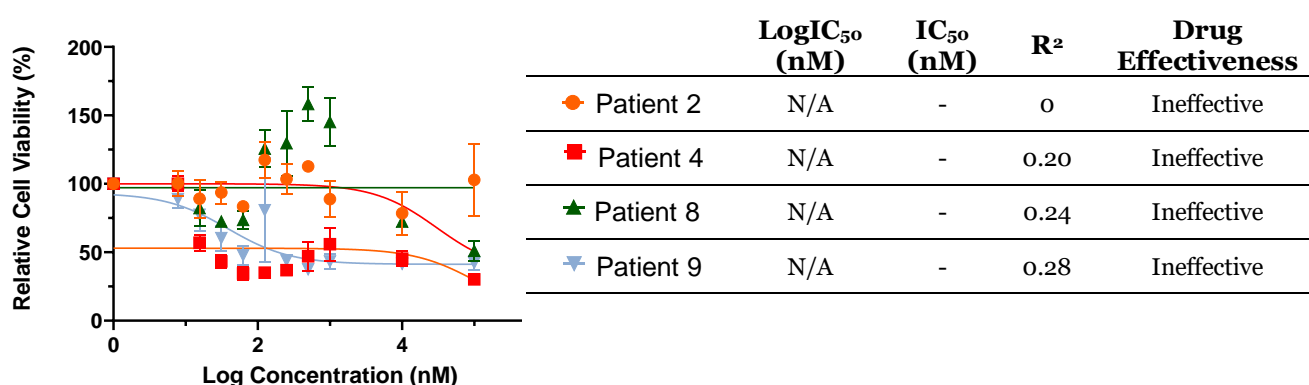 Relative Cell Viability (%)
200
150
100
50
0
0 2 4
Log Concentration (nM)
LogIC₅₀ (nM) IC₅₀ (nM) R² Drug Effectiveness
Patient 2 N/A - 0 Ineffective
Patient 4 N/A - 0.20 Ineffective
Patient 8 N/A - 0.24 Ineffective
Patient 9 N/A - 0.28 Ineffective